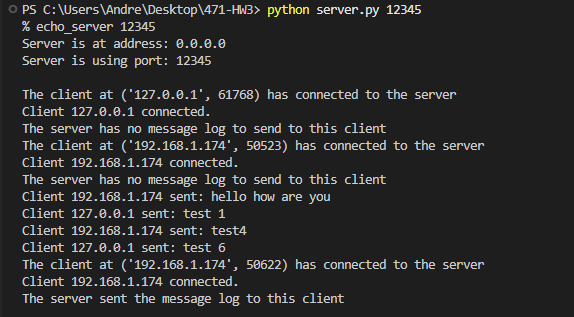 PS C:\Users\Andre\Desktop\471-HW3> python server.py 12345
% echo_server 12345
Server is at address: 0.0.0.0
Server is using port: 12345
The client at ('127.0.0.1', 61768) has connected to the server
Client 127.0.0.1 connected.
The server has no message log to send to this client
The client at ('192.168.1.174', 50523) has connected to the server
Client 192.168.1.174 connected.
The server has no message log to send to this client
Client 192.168.1.174 sent: hello how are you
Client 127.0.0.1 sent: test 1
Client 192.168.1.174 sent: test4
Client 127.0.0.1 sent: test 6
The client at ('192.168.1.174', 50622) has connected to the server
Client 192.168.1.174 connected.
The server sent the message log to this client